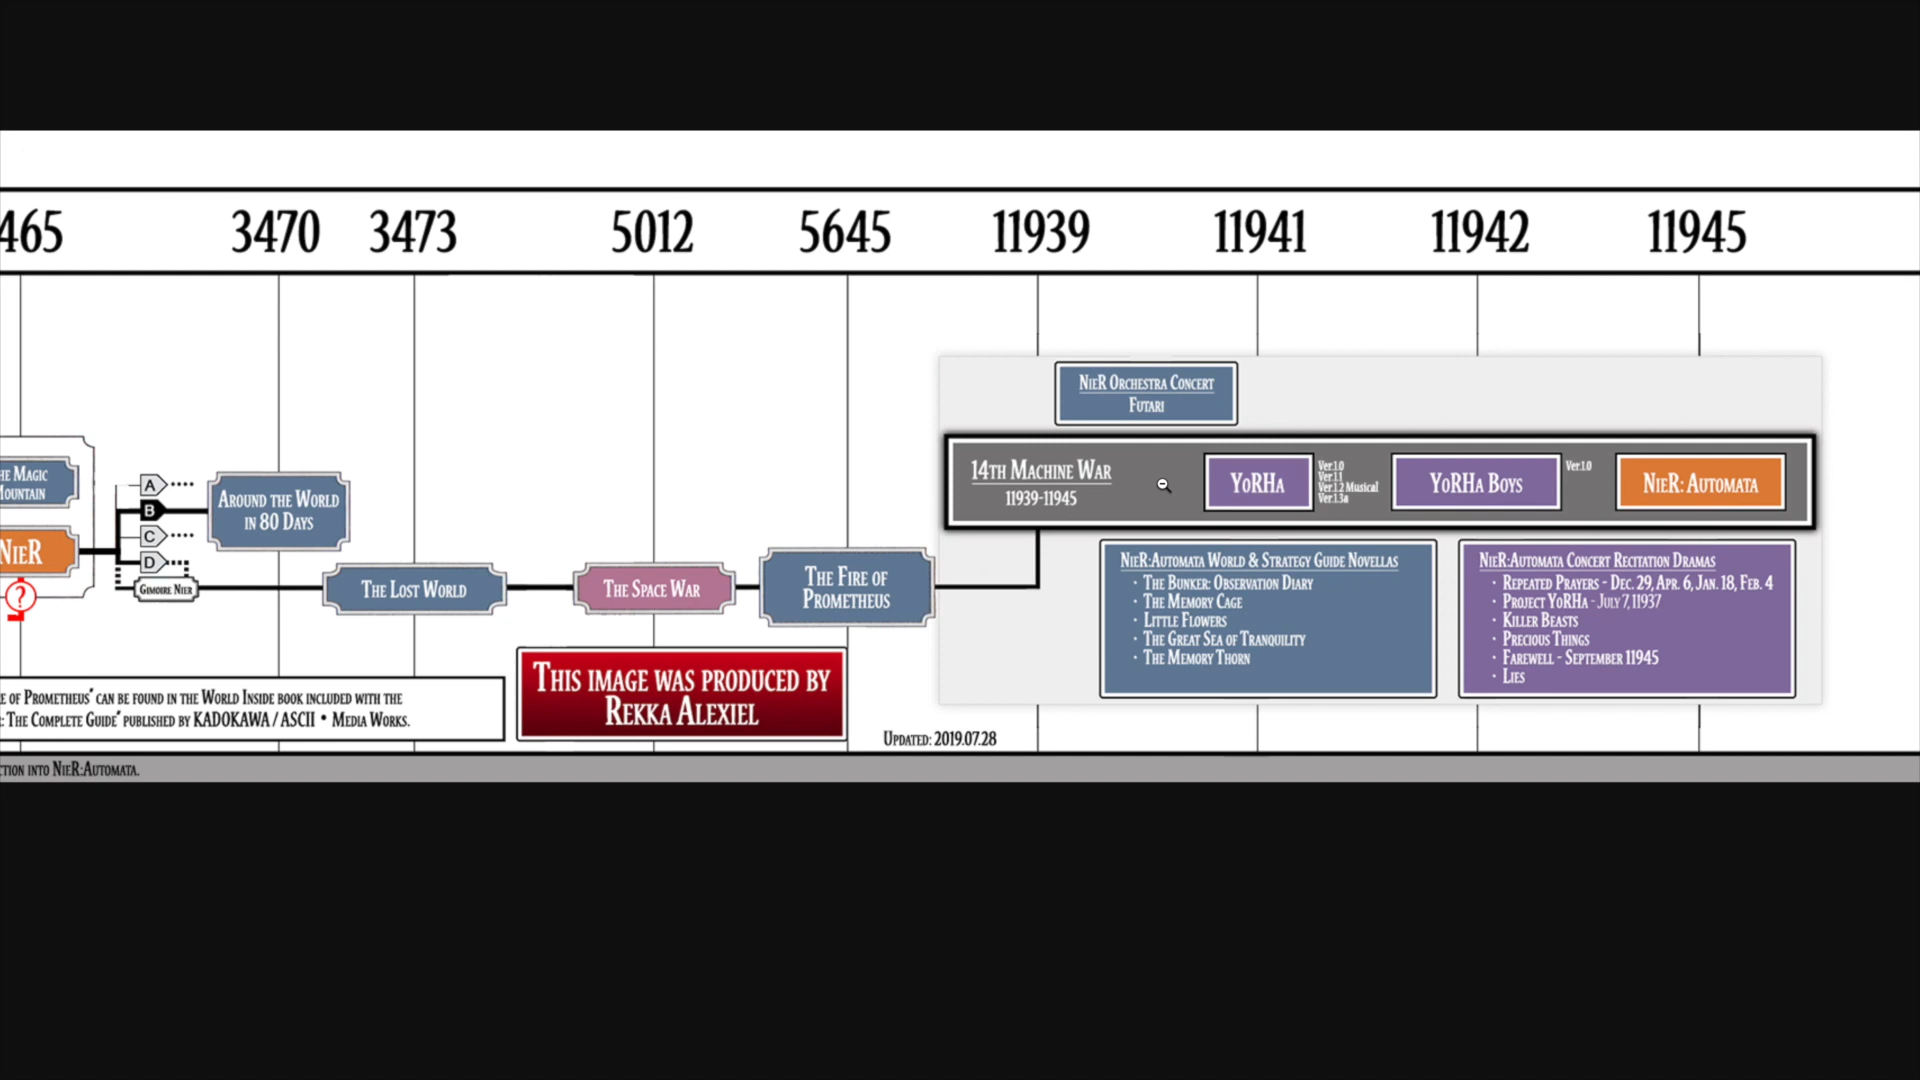 465 3470 3473 5012 5645 11939 11941 11942 11945
NieR Orchestra Concert
Futari
14th Machine War
11939-11945
YoRHa
Ver.1.0
Ver.1.1
Ver.1.2 Musical
Ver.1.3a
YoRHa Boys
Ver.1.0
NieR: Automata
he Magic
Mountain
NieR
?
A
B
C
D
Gimoire Nier
Around the World
in 80 Days
The Lost World
The Space War
The Fire of
Prometheus
NieR:Automata World & Strategy Guide Novellas
· The Bunker: Observation Diary
· The Memory Cage
· Little Flowers
· The Great Sea of Tranquility
· The Memory Thorn
NieR:Automata Concert Recitation Dramas
· Repeated Prayers - Dec. 29, Apr. 6, Jan. 18, Feb. 4
· Project YoRHa - July 7, 11937
· Killer Beasts
· Precious Things
· Farewell - September 11945
· Lies
e of Prometheus" can be found in the World Inside book included with the
: The Complete Guide" published by KADOKAWA / ASCII • Media Works.
This image was produced by
Rekka Alexiel
Updated: 2019.07.28
ction into NieR:Automata.